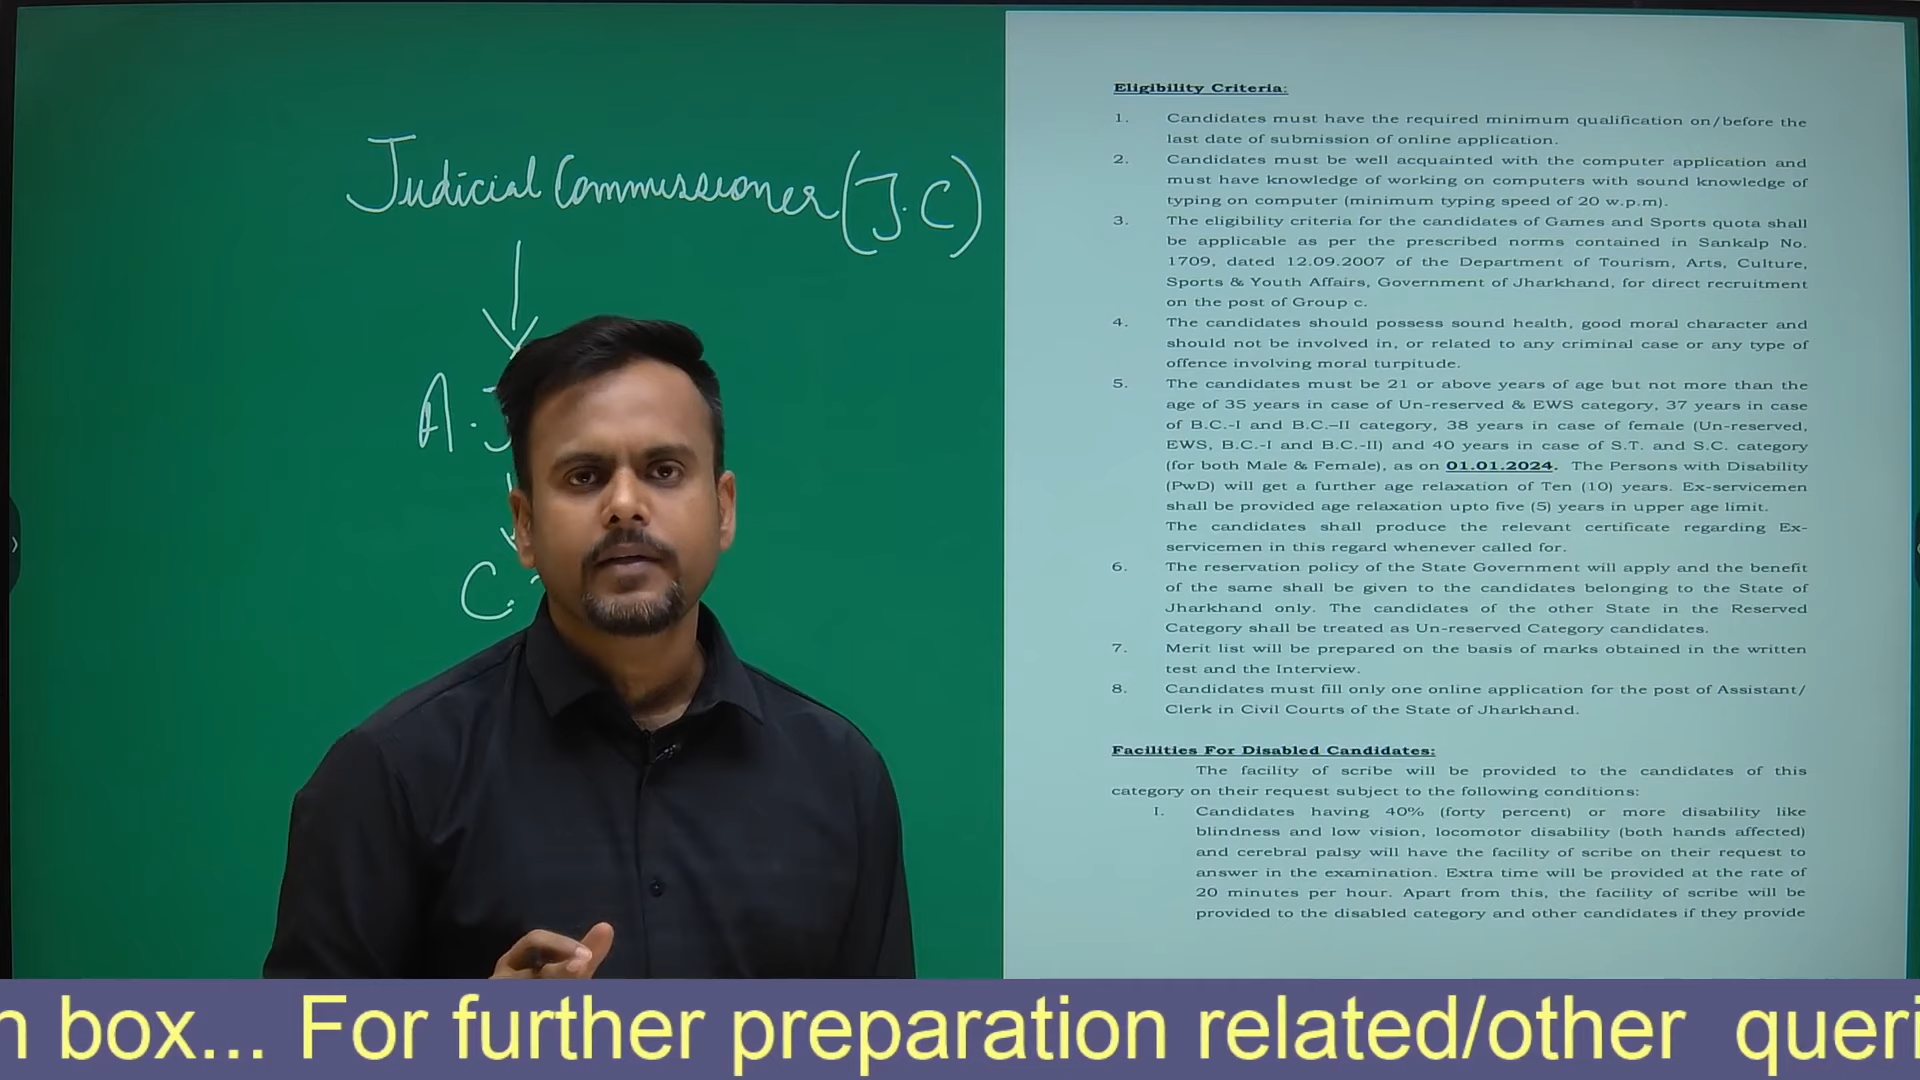 Judicial Commissioner (J.C)
A.J
C.
Eligibility Criteria:
1. Candidates must have the required minimum qualification on/before the
last date of submission of online application.
2. Candidates must be well acquainted with the computer application and
must have knowledge of working on computers with sound knowledge of
typing on computer (minimum typing speed of 20 w.p.m).
3. The eligibility criteria for the candidates of Games and Sports quota shall
be applicable as per the prescribed norms contained in Sankalp No.
1709, dated 12.09.2007 of the Department of Tourism, Arts, Culture,
Sports & Youth Affairs, Government of Jharkhand, for direct recruitment
on the post of Group c.
4. The candidates should possess sound health, good moral character and
should not be involved in, or related to any criminal case or any type of
offence involving moral turpitude.
5. The candidates must be 21 or above years of age but not more than the
age of 35 years in case of Un-reserved & EWS category, 37 years in case
of B.C.-I and B.C.–II category, 38 years in case of female (Un-reserved,
EWS, B.C.-I and B.C.-II) and 40 years in case of S.T. and S.C. category
(for both Male & Female), as on 01.01.2024. The Persons with Disability
(PwD) will get a further age relaxation of Ten (10) years. Ex-servicemen
shall be provided age relaxation upto five (5) years in upper age limit.
The candidates shall produce the relevant certificate regarding Ex-
servicemen in this regard whenever called for.
6. The reservation policy of the State Government will apply and the benefit
of the same shall be given to the candidates belonging to the State of
Jharkhand only. The candidates of the other State in the Reserved
Category shall be treated as Un-reserved Category candidates.
7. Merit list will be prepared on the basis of marks obtained in the written
test and the Interview.
8. Candidates must fill only one online application for the post of Assistant/
Clerk in Civil Courts of the State of Jharkhand.
Facilities For Disabled Candidates:
The facility of scribe will be provided to the candidates of this
category on their request subject to the following conditions:
I. Candidates having 40% (forty percent) or more disability like
blindness and low vision, locomotor disability (both hands affected)
and cerebral palsy will have the facility of scribe on their request to
answer in the examination. Extra time will be provided at the rate of
20 minutes per hour. Apart from this, the facility of scribe will be
provided to the disabled category and other candidates if they provide
n box... For further preparation related/other queri